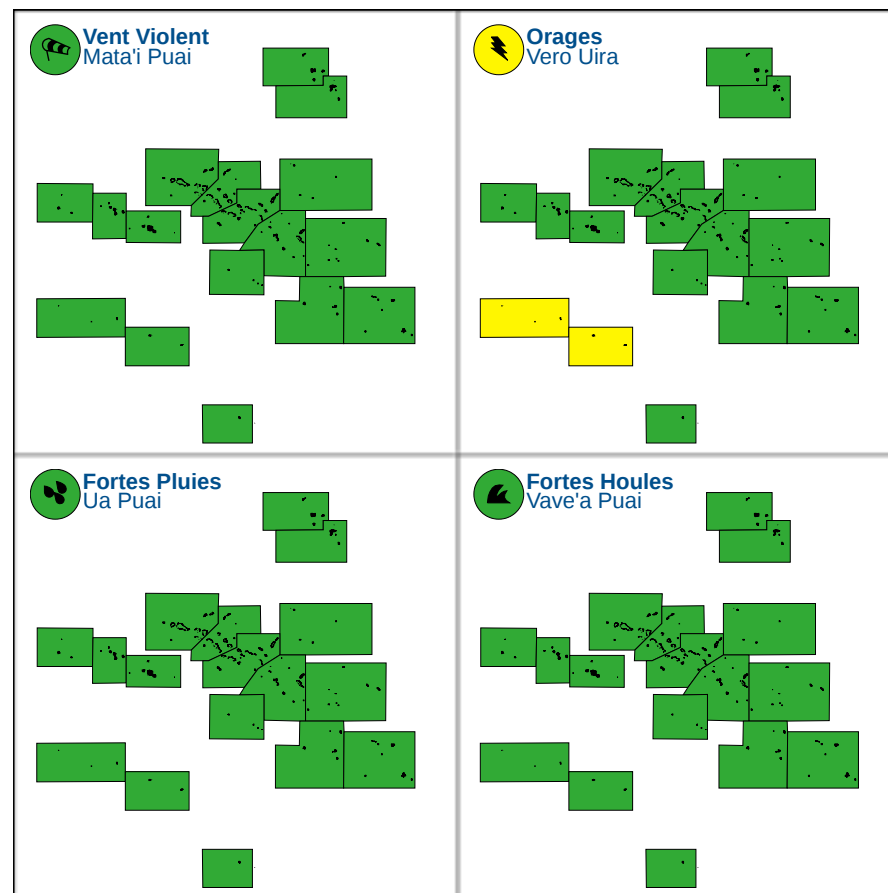 Vent Violent
Mata'i Puai
Orages
Vero Uira
Fortes Pluies
Ua Puai
Fortes Houles
Vave'a Puai